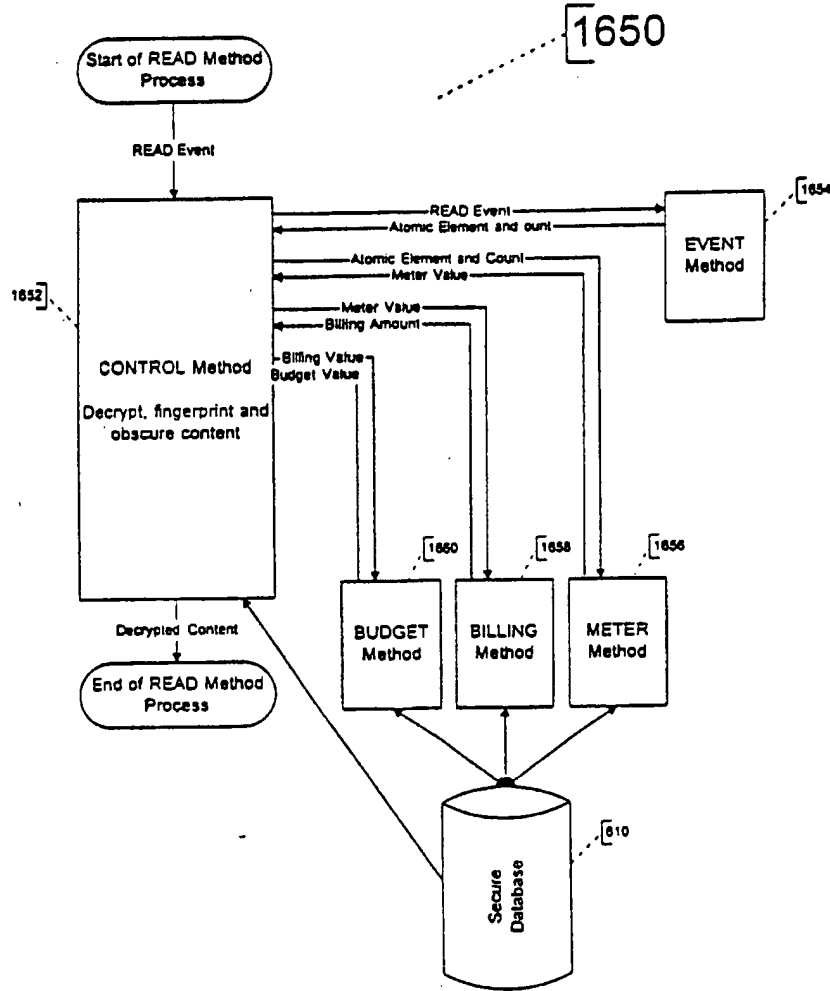 1650
Start of READ Method
Process
READ Event
1654
READ Event
Atomic Element and ount
EVENT
Method
Atomic Element and Count
Meter Value
1652
Meter Value
Billing Amount
Billing Value
Budget Value
CONTROL Method
Decrypt, fingerprint and
obscure content
1660
1658
1656
Decrypted Content
BUDGET
Method
BILLING
Method
METER
Method
End of READ Method
Process
610
Secure
Database